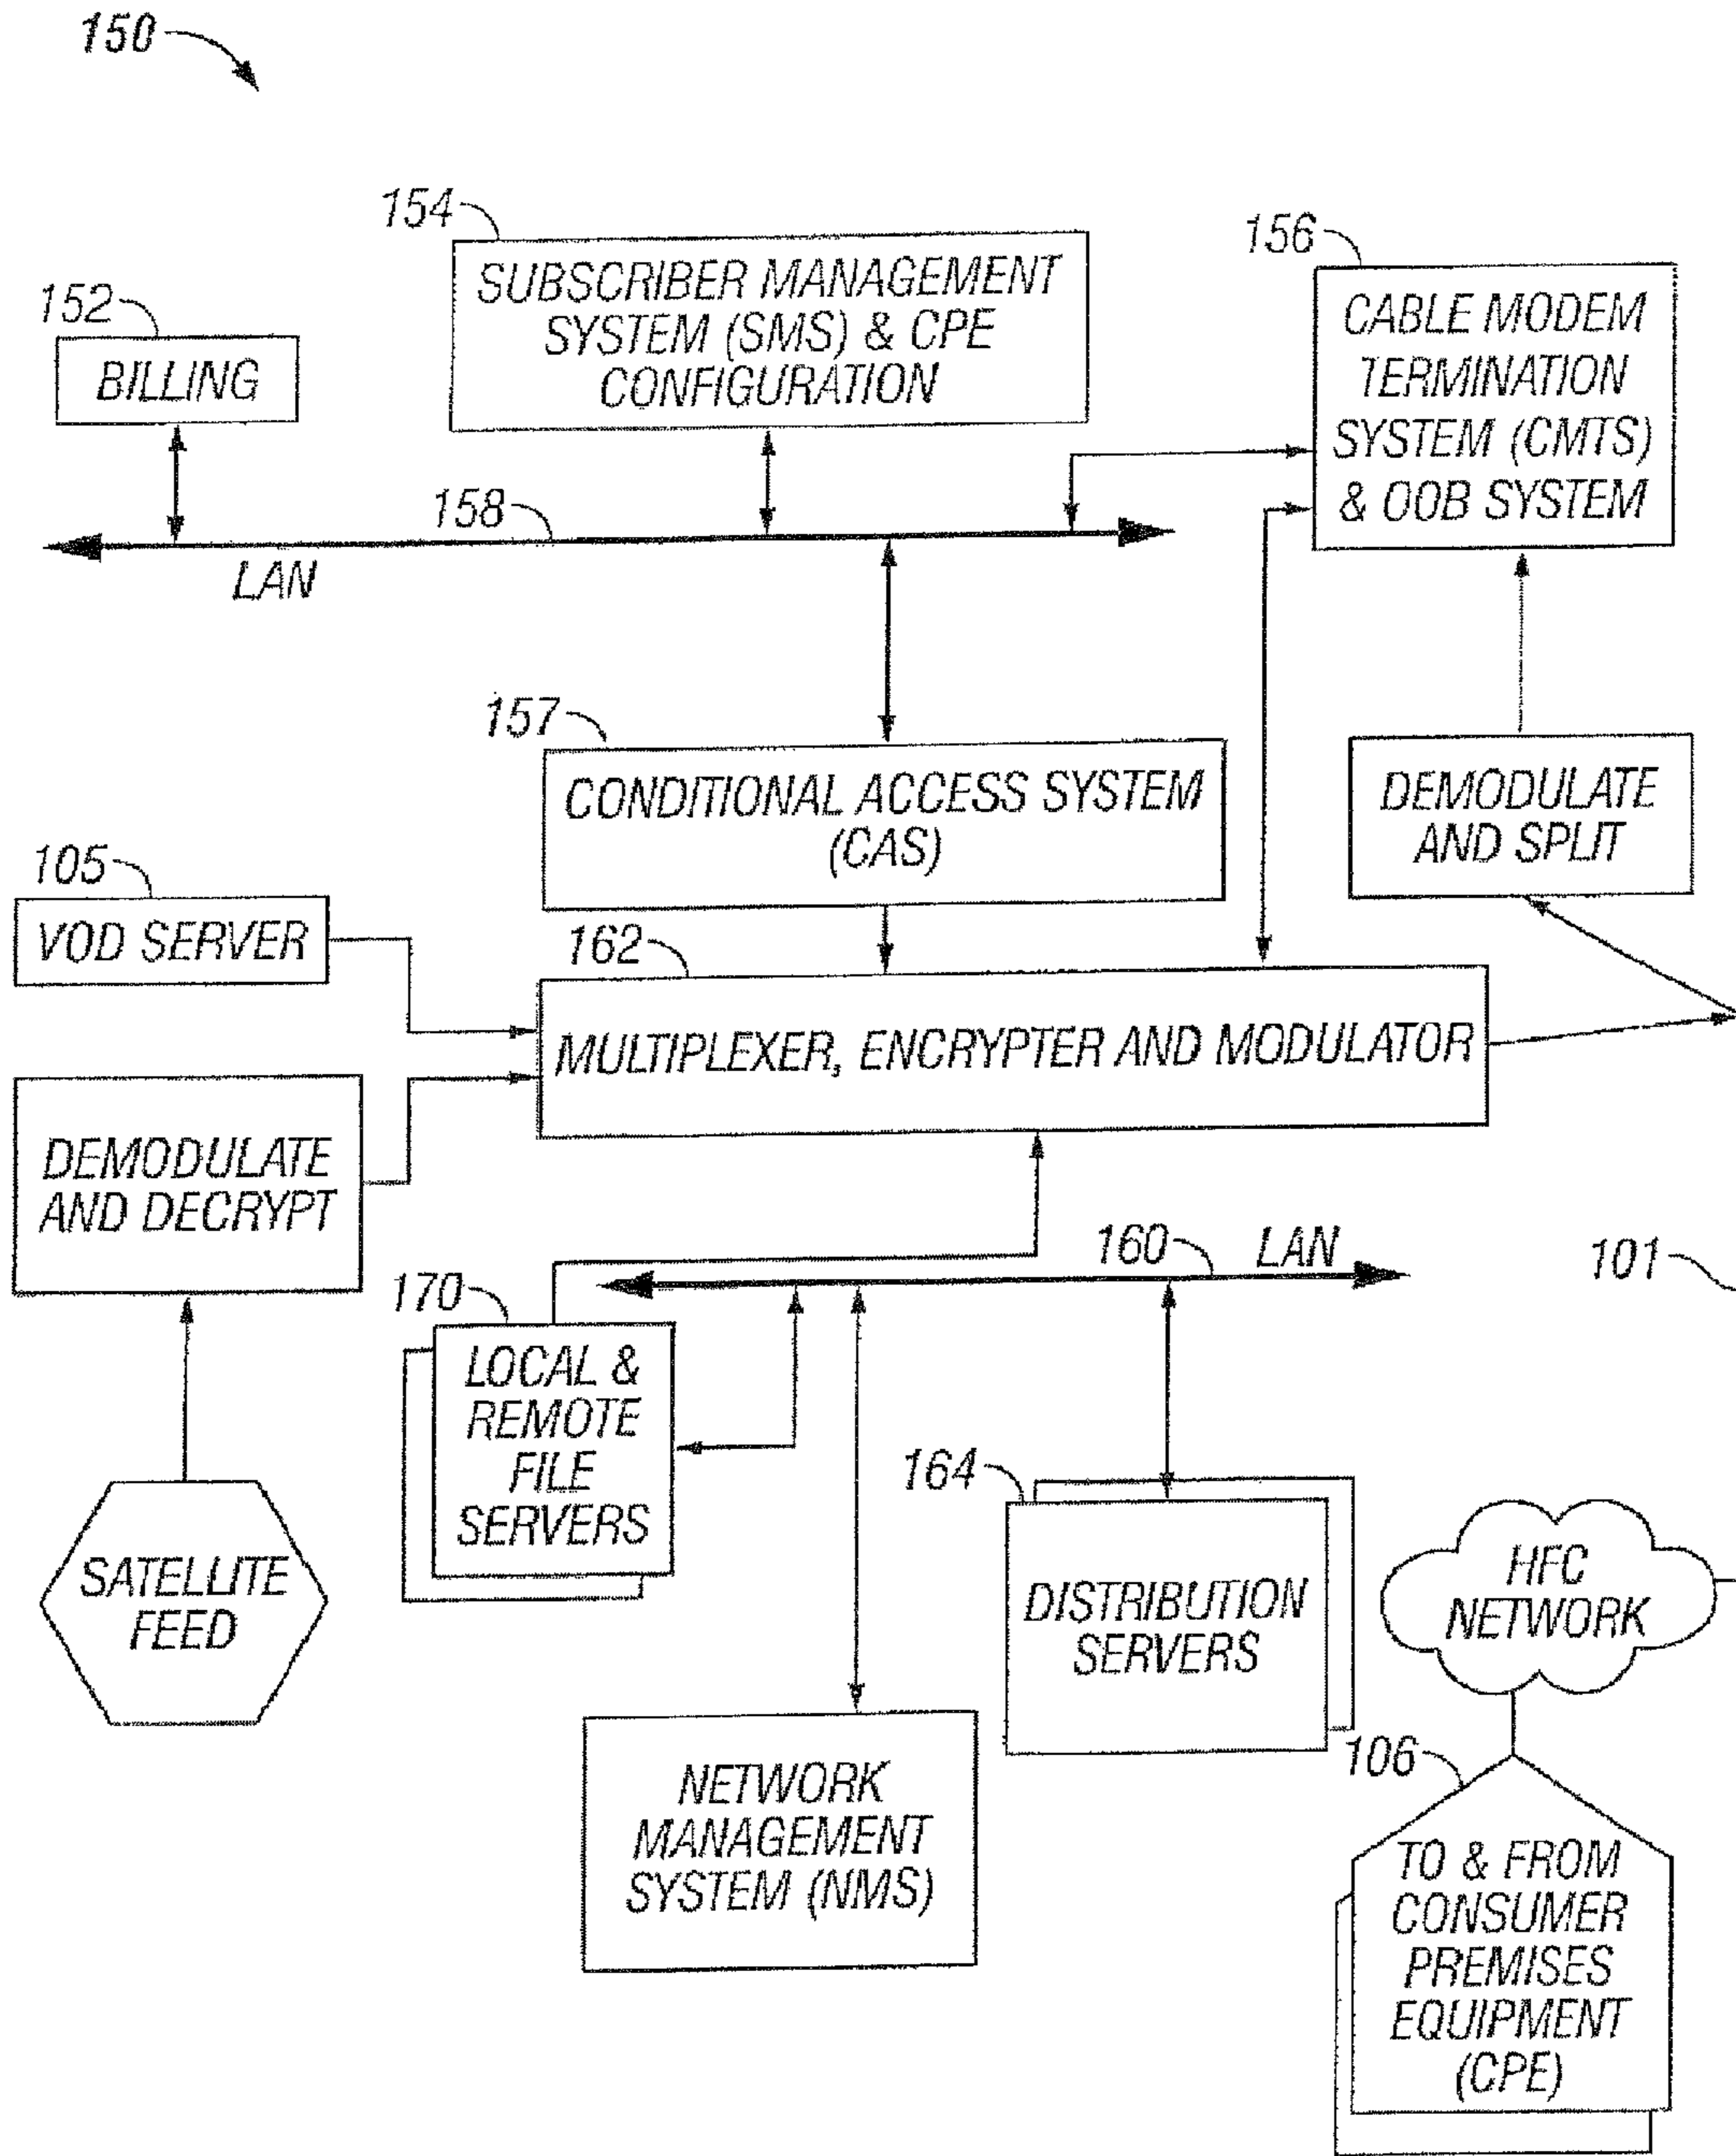 150
154
SUBSCRIBER MANAGEMENT
SYSTEM (SMS) & CPE
CONFIGURATION
156
CABLE MODEM
TERMINATION
SYSTEM (CMTS)
& OOB SYSTEM
152
BILLING
158
LAN
157
CONDITIONAL ACCESS SYSTEM
(CAS)
DEMODULATE
AND SPLIT
105
VOD SERVER
162
MULTIPLEXER, ENCRYPTER AND MODULATOR
DEMODULATE
AND DECRYPT
160
LAN
101
170
LOCAL &
REMOTE
FILE
SERVERS
164
DISTRIBUTION
SERVERS
SATELLITE
FEED
HFC
NETWORK
NETWORK
MANAGEMENT
SYSTEM (NMS)
106
TO & FROM
CONSUMER
PREMISES
EQUIPMENT
(CPE)